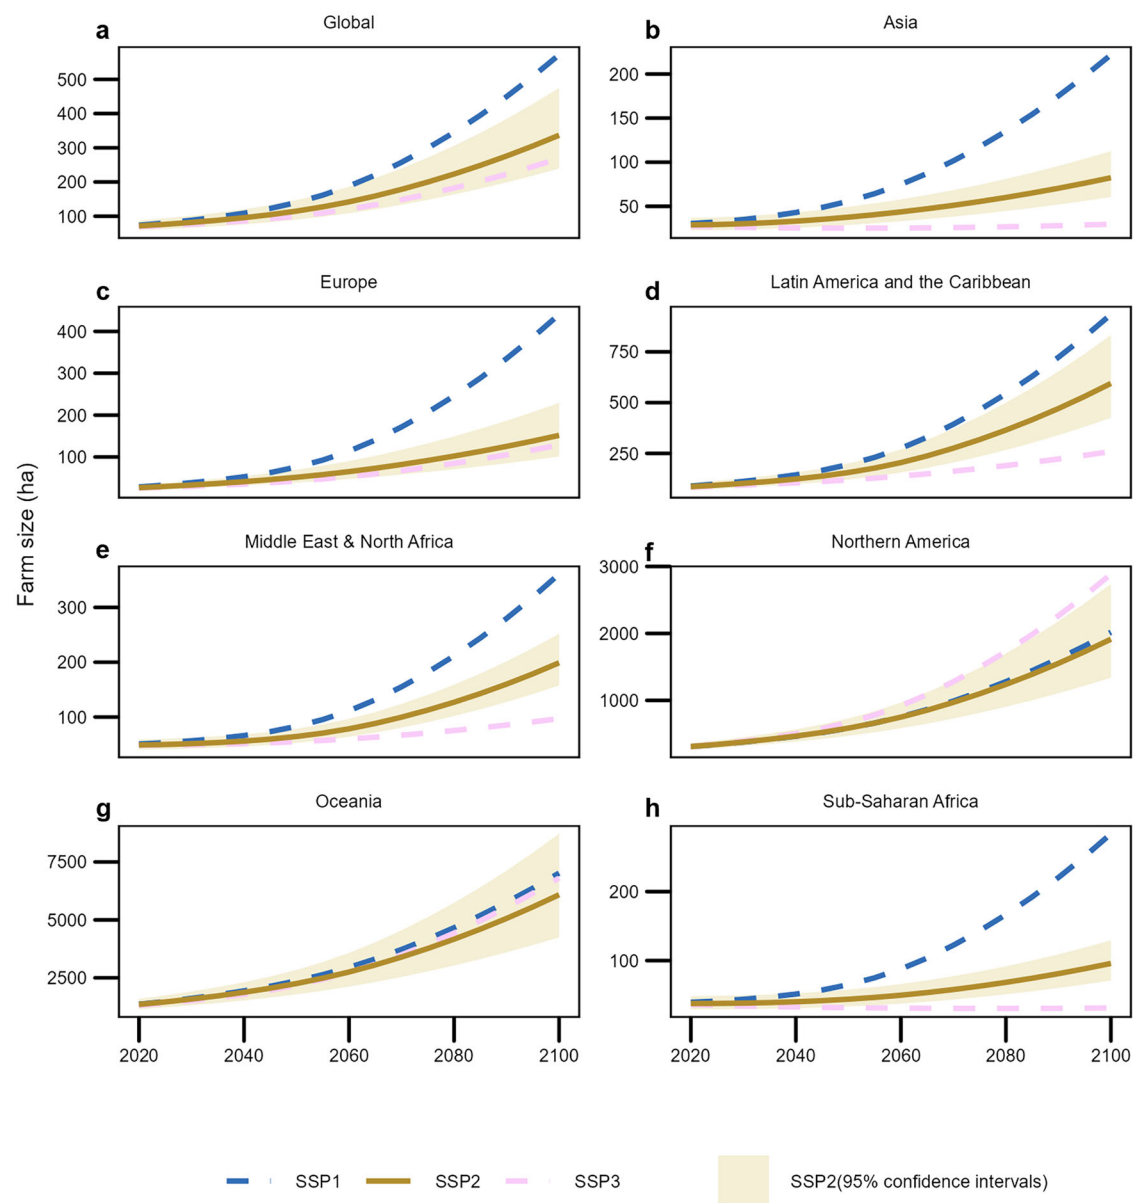 a Global
500
400
300
200
100
b Asia
200
150
100
50
c Europe
400
300
200
100
d Latin America and the Caribbean
750
500
250
Farm size (ha)
e Middle East & North Africa
300
200
100
f Northern America
3000
2000
1000
g Oceania
7500
5000
2500
2020 2040 2060 2080 2100
h Sub-Saharan Africa
200
100
2020 2040 2060 2080 2100
SSP1 SSP2 SSP3 SSP2(95% confidence intervals)